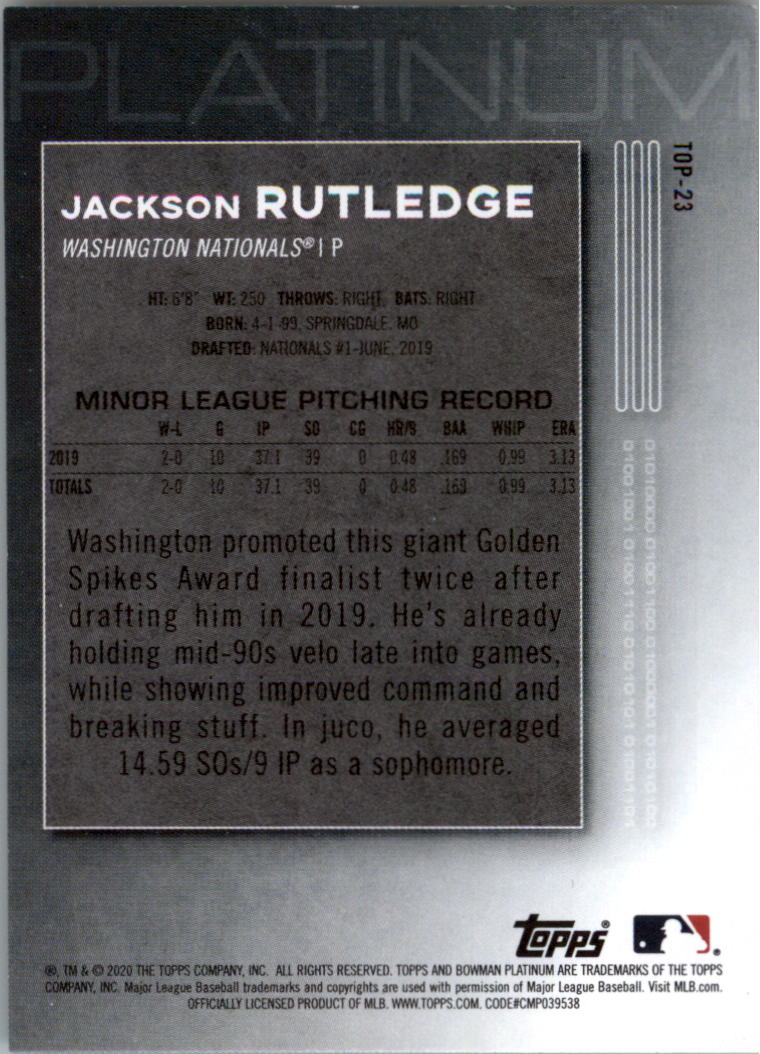 PLATINUM
TOP-23
JACKSON RUTLEDGE
WASHINGTON NATIONALS® | P
HT: 6'8" WT: 250 THROWS: RIGHT BATS: RIGHT
BORN: 4-1-99, SPRINGDALE, MO
DRAFTED: NATIONALS #1-JUNE, 2019
MINOR LEAGUE PITCHING RECORD
W-L G IP SO CG HR/9 BAA WHIP ERA
2019 2-0 10 37.1 39 0 0.48 .169 0.99 3.13
TOTALS 2-0 10 37.1 39 0 0.48 .169 0.99 3.13
Washington promoted this giant Golden
Spikes Award finalist twice after
drafting him in 2019. He's already
holding mid-90s velo late into games,
while showing improved command and
breaking stuff. In juco, he averaged
14.59 SOs/9 IP as a sophomore.
topps®
®, TM & © 2020 THE TOPPS COMPANY, INC. ALL RIGHTS RESERVED. TOPPS AND BOWMAN PLATINUM ARE TRADEMARKS OF THE TOPPS
COMPANY, INC. Major League Baseball trademarks and copyrights are used with permission of Major League Baseball. Visit MLB.com.
OFFICIALLY LICENSED PRODUCT OF MLB. WWW.TOPPS.COM. CODE#CMP039538